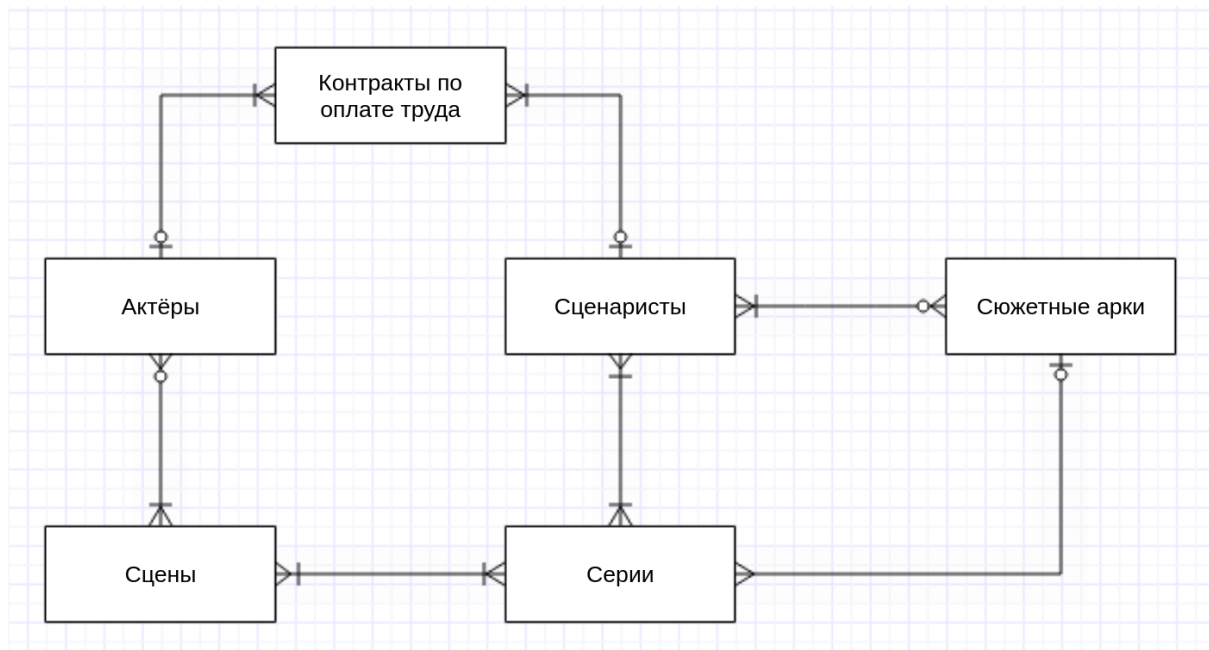 Контракты по
оплате труда
Актёры
Сценаристы
Сюжетные арки
Сцены
Серии